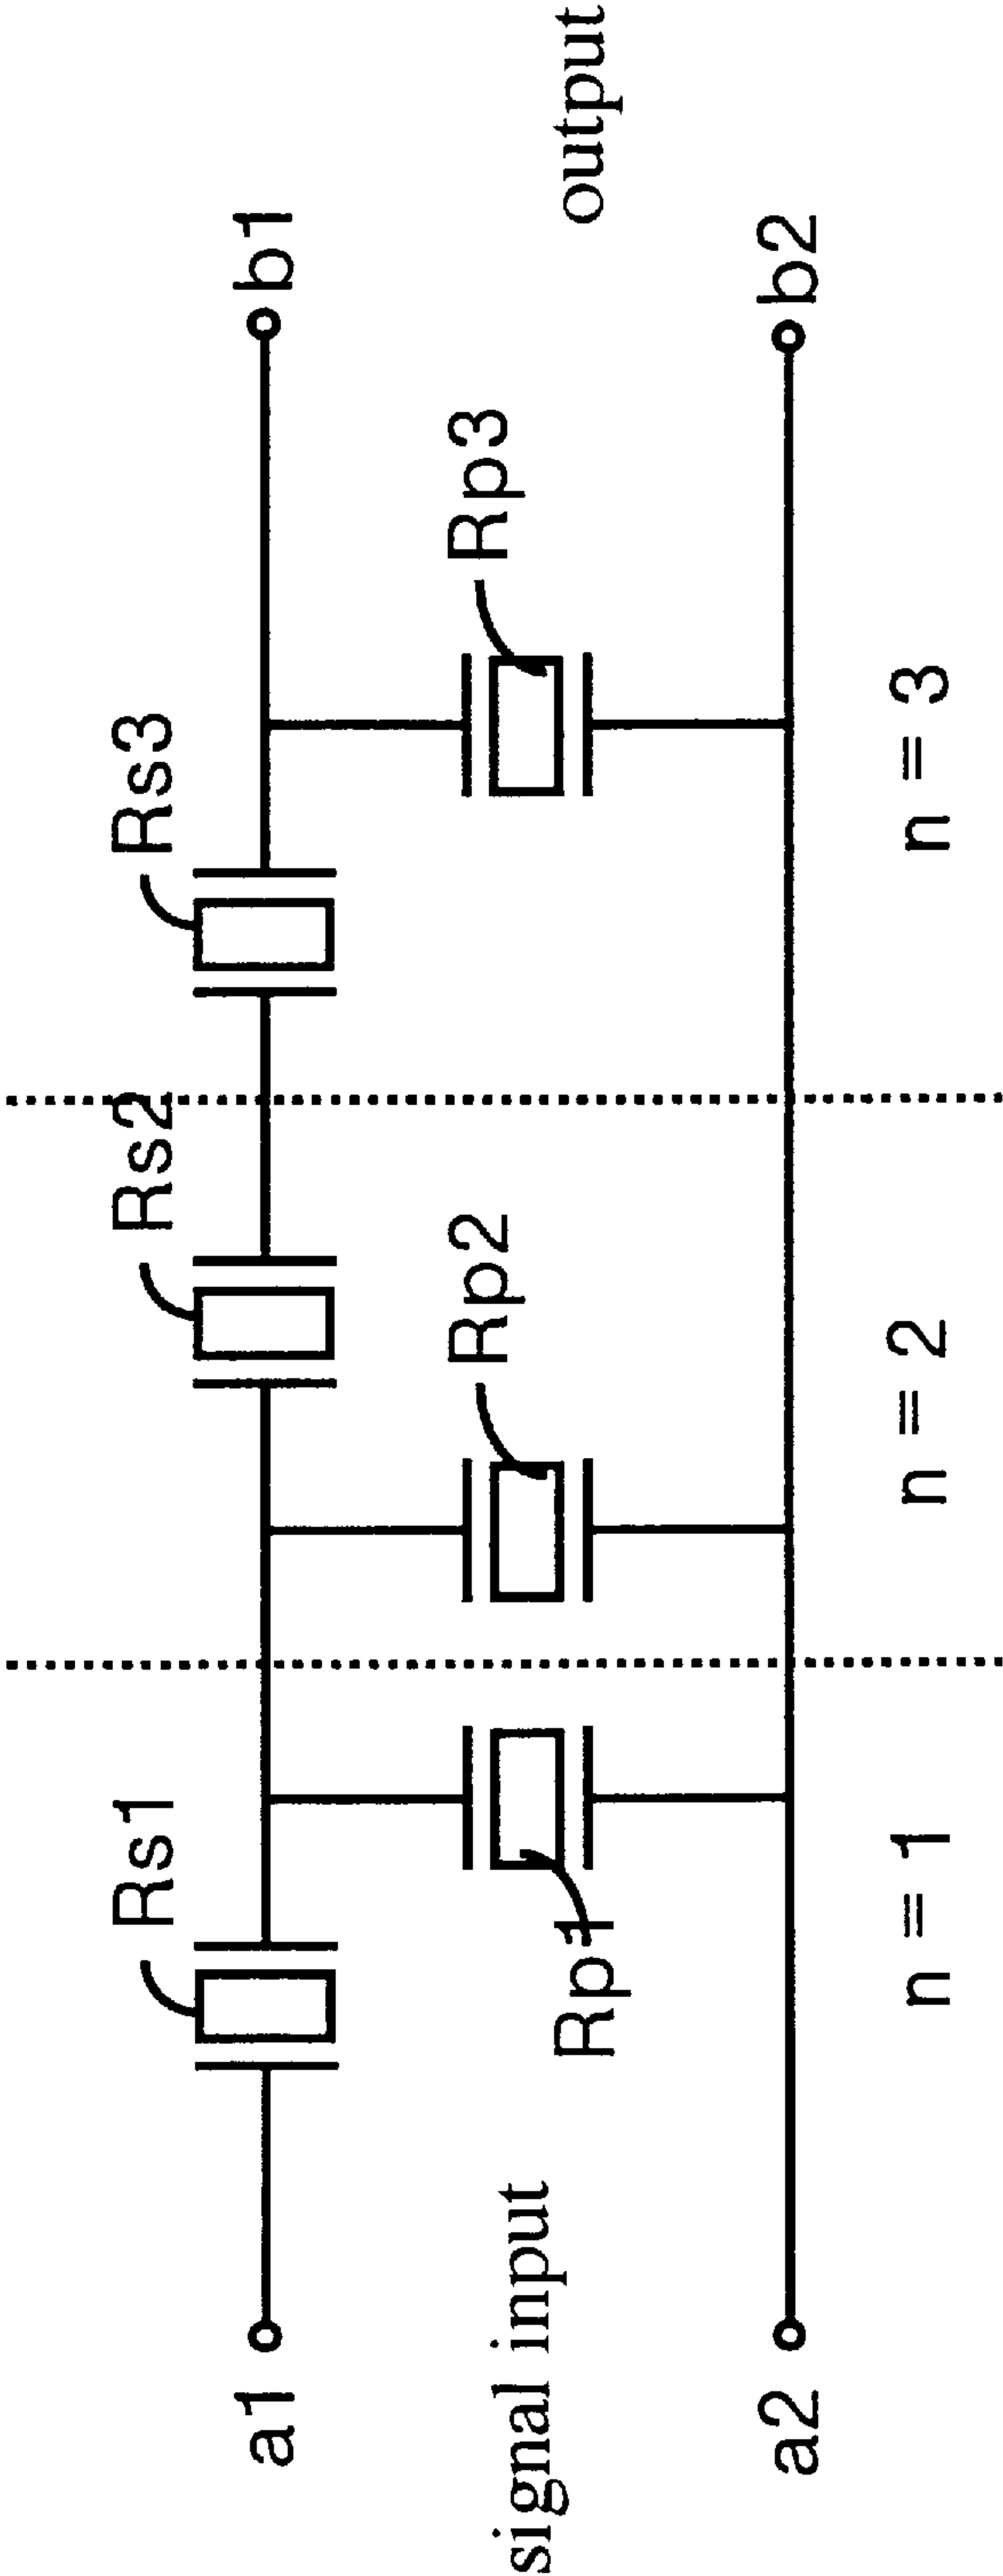 Rs1
Rs2
Rs3
a1
b1
Rp2
Rp3
signal input
Rp1
output
a2
b2
n = 1
n = 2
n = 3